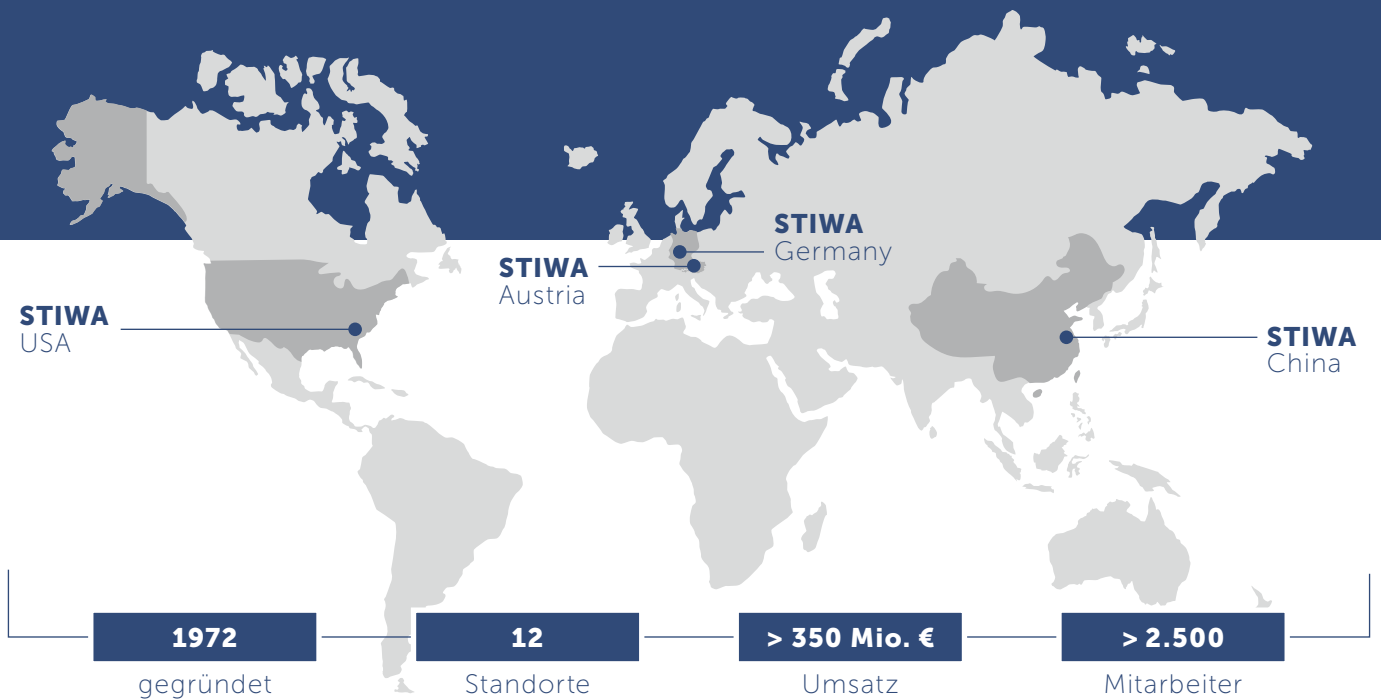 STIWA
Germany
STIWA
Austria
STIWA
USA
STIWA
China
1972
gegründet
12
Standorte
> 350 Mio. €
Umsatz
> 2.500
Mitarbeiter